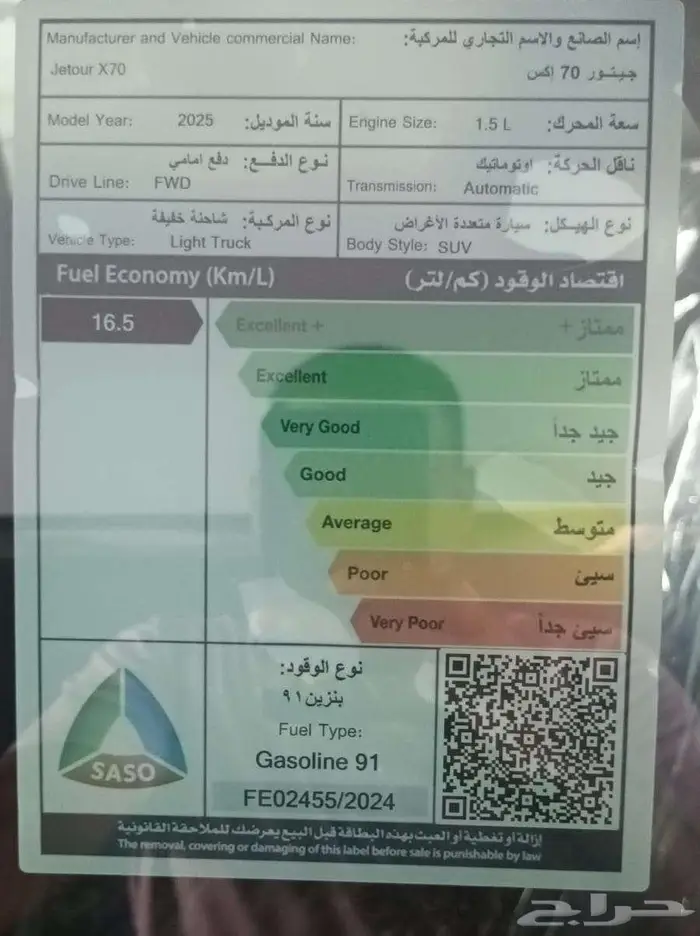 Manufacturer and Vehicle commercial Name: إسم الصانع والاسم التجاري للمركبة:
Jetour X70 جيتور 70 إكس
Model Year: 2025 سنة الموديل: Engine Size: 1.5 L سعة المحرك:
نوع الدفع: دفع امامي ناقل الحركة: اوتوماتيك
Drive Line: FWD Transmission: Automatic
نوع المركبة: شاحنة خفيفة نوع الهيكل: سيارة متعددة الأغراض
Vehicle Type: Light Truck Body Style: SUV
Fuel Economy (Km/L) اقتصاد الوقود (كم/لتر)
16.5 Excellent + ممتاز +
Excellent ممتاز
Very Good جيد جداً
Good جيد
Average متوسط
Poor سيئ
Very Poor سيئ جداً
نوع الوقود:
بنزين ٩١
Fuel Type:
Gasoline 91
SASO
FE02455/2024
إزالة أو تغطية أو العبث بهذه البطاقة قبل البيع يعرضك للملاحقة القانونية
The removal, covering or damaging of this label before sale is punishable by law
حراج